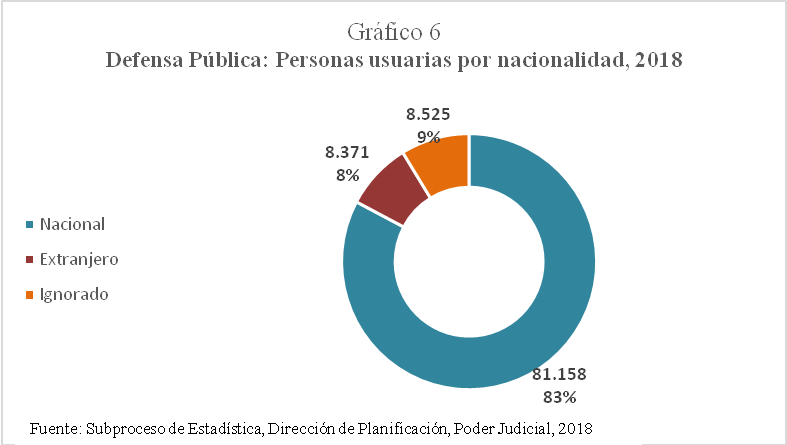 Gráfico 6
Defensa Pública: Personas usuarias por nacionalidad, 2018
8.525
9%
8.371
8%
Nacional
Extranjero
Ignorado
81.158
83%
Fuente: Subproceso de Estadística, Dirección de Planificación, Poder Judicial, 2018